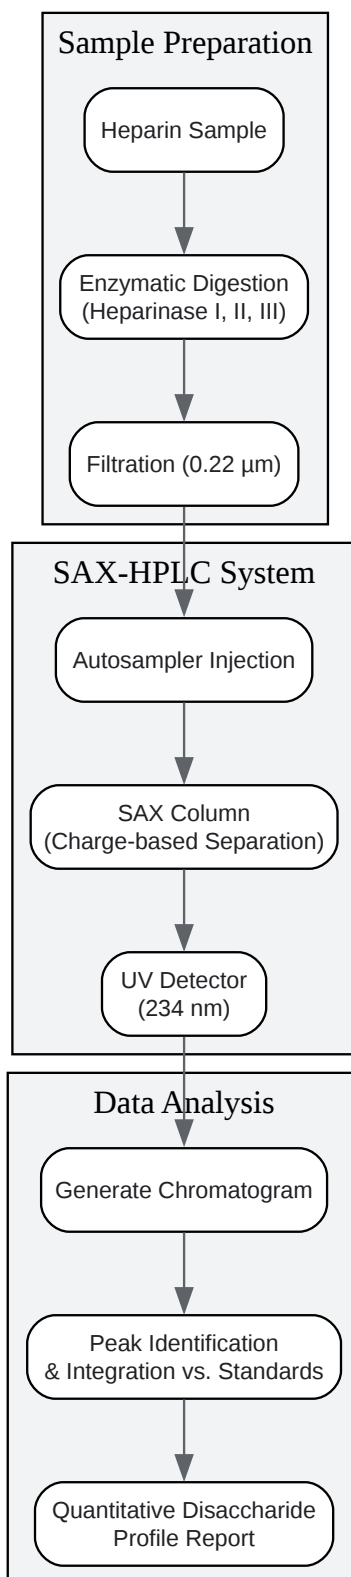 Sample Preparation
Heparin Sample
Enzymatic Digestion
(Heparinase I, II, III)
Filtration (0.22 µm)
SAX-HPLC System
Autosampler Injection
SAX Column
(Charge-based Separation)
UV Detector
(234 nm)
Data Analysis
Generate Chromatogram
Peak Identification
& Integration vs. Standards
Quantitative Disaccharide
Profile Report